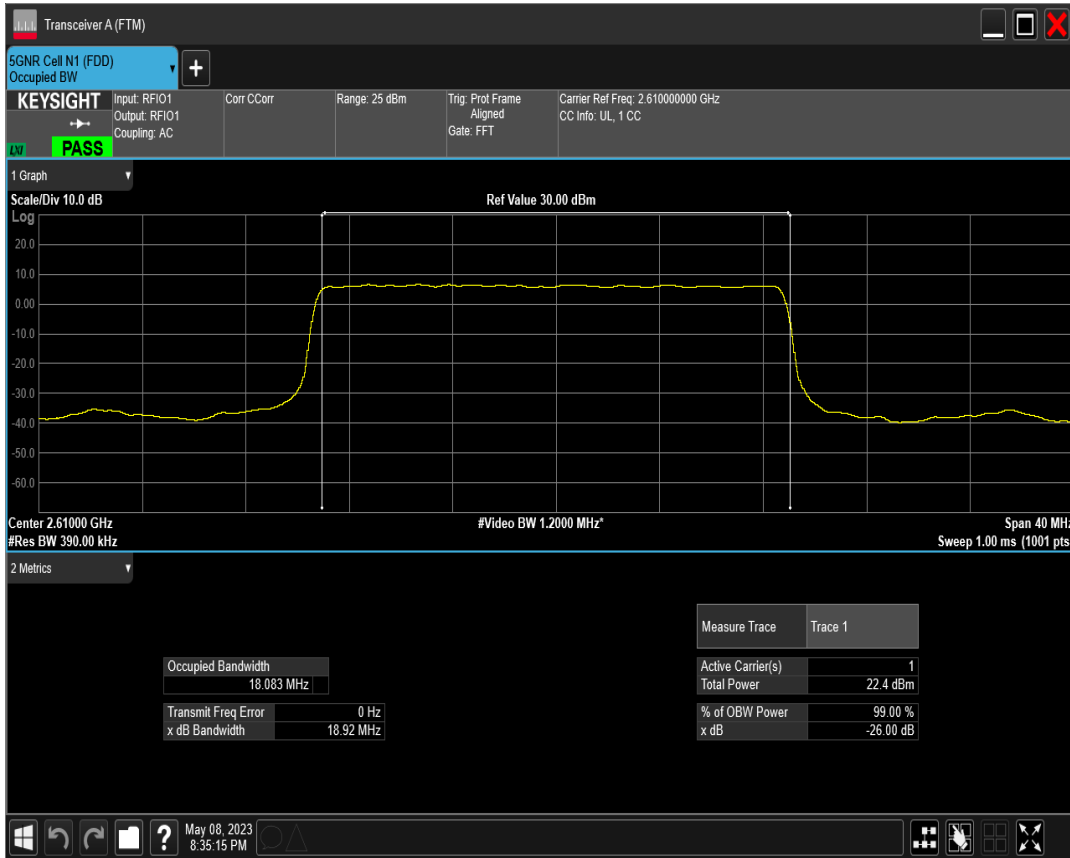 Transceiver A (FTM)
5GNR Cell N1 (FDD)
Occupied BW
+
KEYSIGHT
LXI
PASS
Input: RFIO1
Output: RFIO1
Coupling: AC
Corr CCorr
Range: 25 dBm
Trig: Prot Frame
Aligned
Gate: FFT
Carrier Ref Freq: 2.610000000 GHz
CC Info: UL, 1 CC
1 Graph
Scale/Div 10.0 dB
Ref Value 30.00 dBm
Log
20.0
10.0
0.00
-10.0
-20.0
-30.0
-40.0
-50.0
-60.0
Center 2.61000 GHz
#Video BW 1.2000 MHz*
Span 40 MHz
#Res BW 390.00 kHz
Sweep 1.00 ms (1001 pts
2 Metrics
Measure Trace Trace 1
Occupied Bandwidth
18.083 MHz
Active Carrier(s) 1
Total Power 22.4 dBm
Transmit Freq Error 0 Hz
x dB Bandwidth 18.92 MHz
% of OBW Power 99.00 %
x dB -26.00 dB
?
May 08, 2023
8:35:15 PM